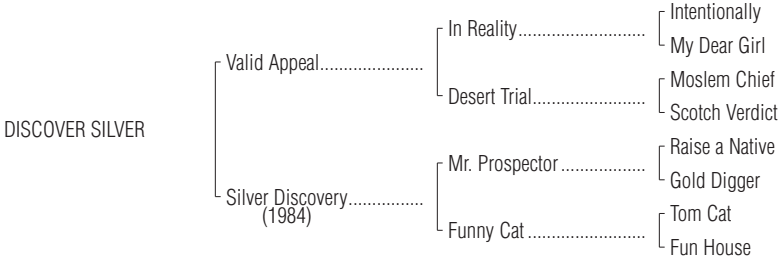 Intentionally
In Reality............................
My Dear Girl
Valid Appeal.......................
Moslem Chief
Desert Trial.........................
Scotch Verdict
DISCOVER SILVER
Raise a Native
Mr. Prospector ...................
Gold Digger
Silver Discovery.................
(1984)
Tom Cat
Funny Cat ..........................
Fun House